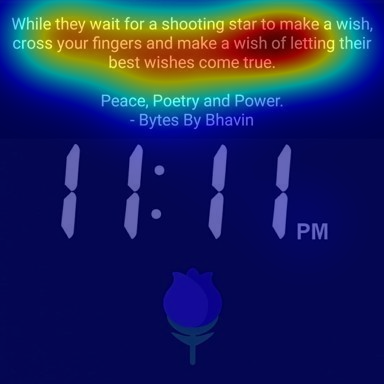 While they wait for a shooting star to make a wish,
cross your fingers and make a wish of letting their
best wishes come true.
Peace, Poetry and Power.
- Bytes By Bhavin
11:11 PM